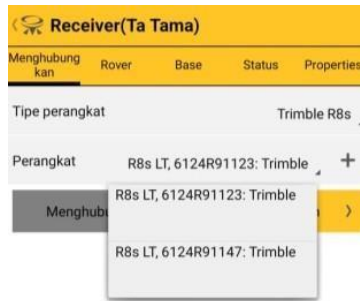 Receiver(Ta Tama)
Menghubung
kan
Rover
Base
Status
Properties
Tipe perangkat
Trimble R8s
Perangkat
R8s LT, 6124R91123: Trimble
+
R8s LT, 6124R91123: Trimble
R8s LT, 6124R91147: Trimble